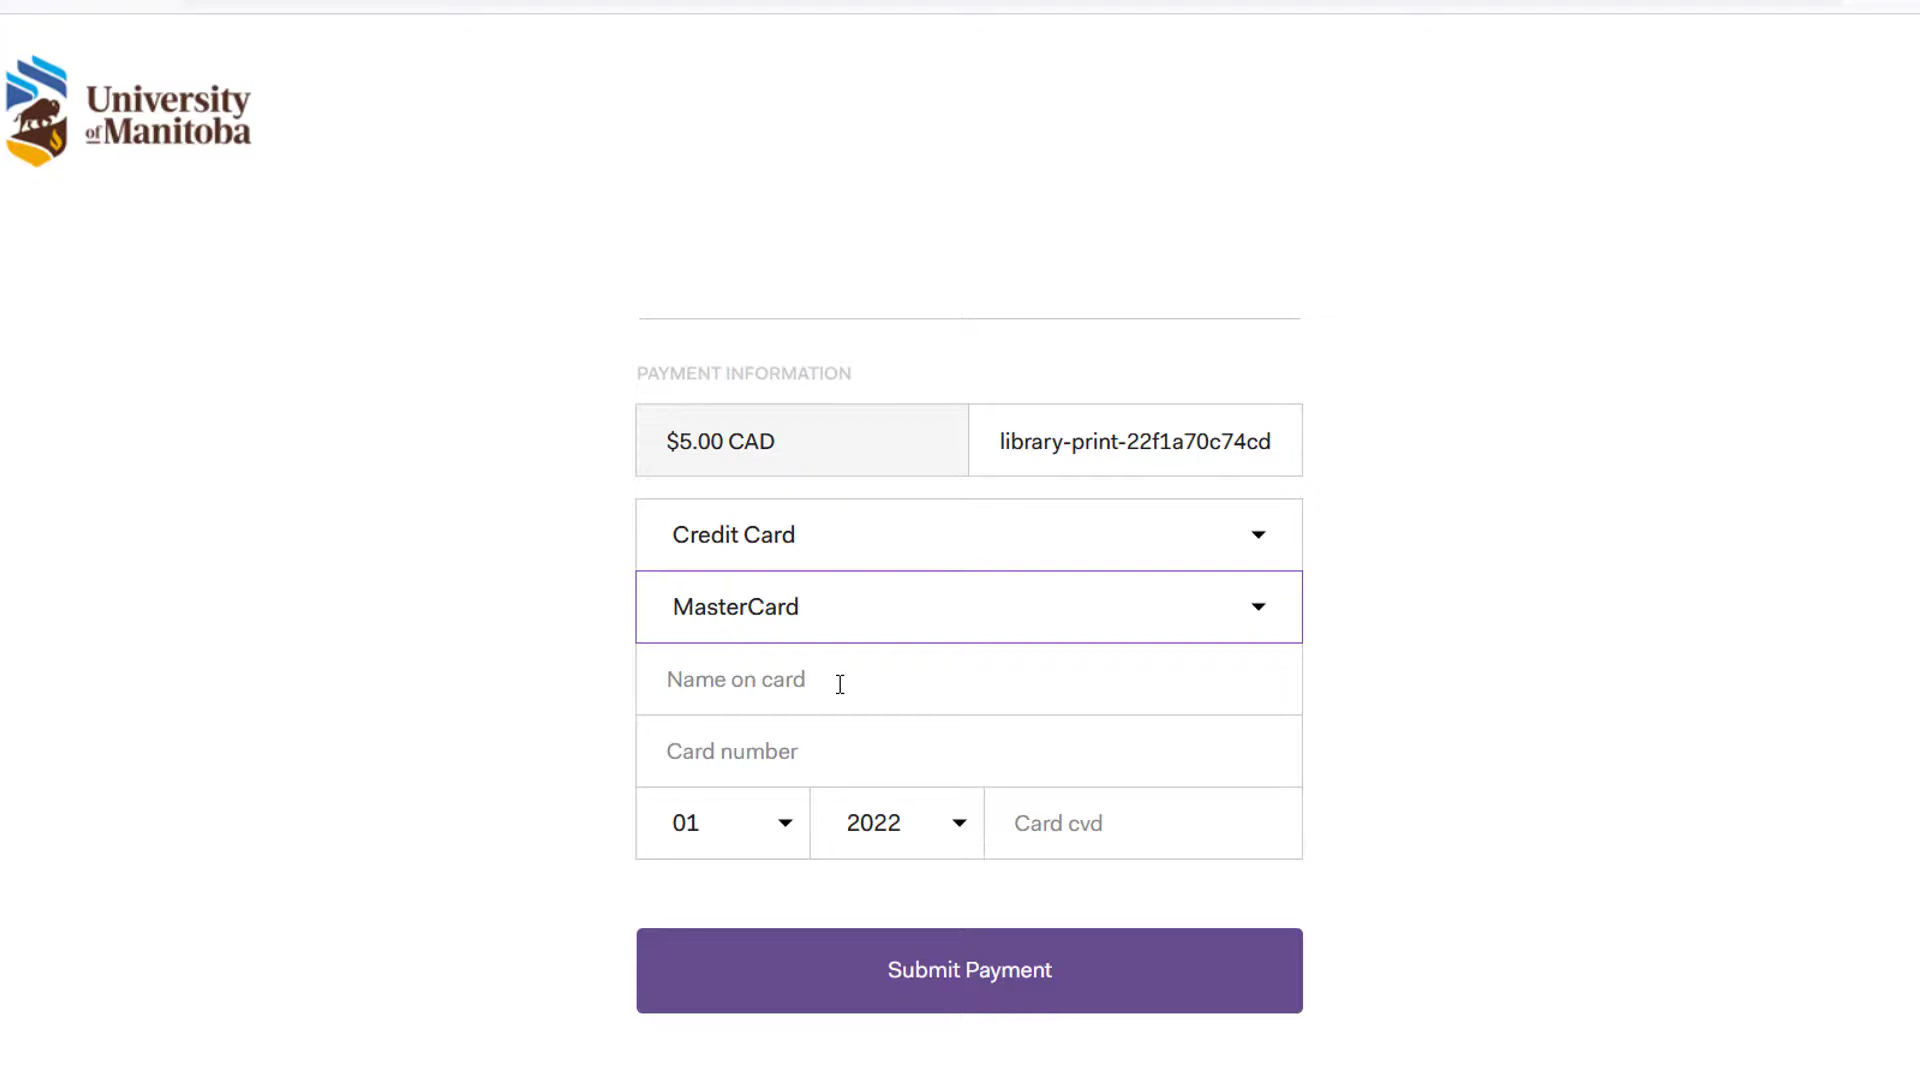 University
of Manitoba
PAYMENT INFORMATION
$5.00 CAD
library-print-22f1a70c74cd
Credit Card
MasterCard
Name on card
Card number
01
2022
Card cvd
Submit Payment